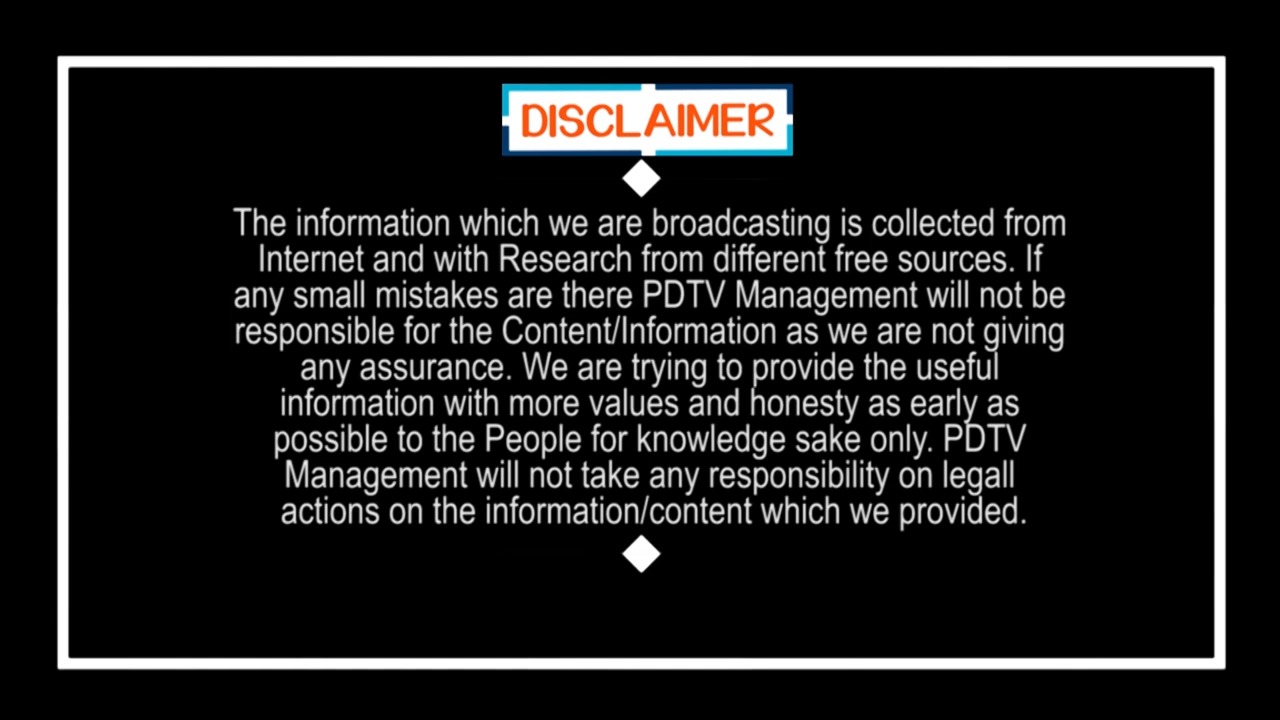 DISCLAIMER
The information which we are broadcasting is collected from
Internet and with Research from different free sources. If
any small mistakes are there PDTV Management will not be
responsible for the Content/Information as we are not giving
any assurance. We are trying to provide the useful
information with more values and honesty as early as
possible to the People for knowledge sake only. PDTV
Management will not take any responsibility on legall
actions on the information/content which we provided.